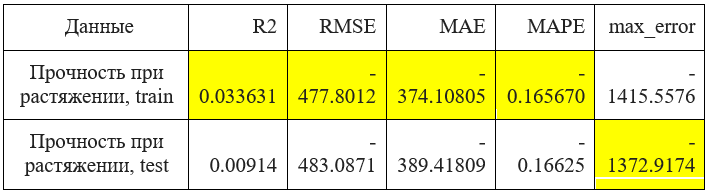 Данные R2 RMSE MAE MAPE max_error
Прочность при - - - -
растяжении, train 0.033631 477.8012 374.10805 0.165670 1415.5576
Прочность при - - - -
растяжении, test 0.00914 483.0871 389.41809 0.16625 1372.9174